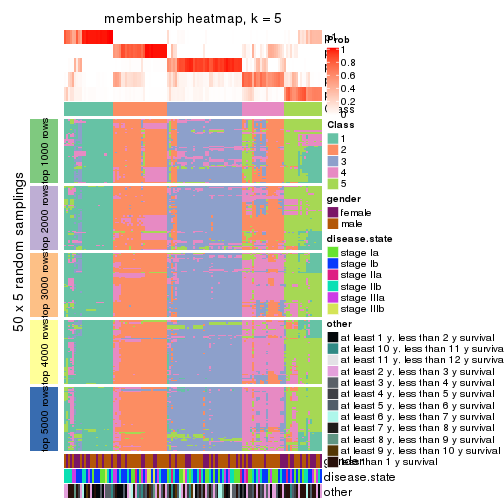 membership heatmap, k = 5
Prob
1
0.8
0.6
0.4
0.2
0
Class
1
2
3
4
5
gender
female
male
disease.state
stage Ia
stage Ib
stage IIa
stage IIb
stage IIIa
stage IIIb
other
at least 1 y. less than 2 y survival
at least 10 y. less than 11 y surviva
at least 11 y. less than 12 y surviva
at least 2 y. less than 3 y survival
at least 3 y. less than 4 y survival
at least 4 y. less than 5 y survival
at least 5 y. less than 6 y survival
at least 6 y. less than 7 y survival
at least 7 y. less than 8 y survival
at least 8 y. less than 9 y survival
at least 9 y. less than 10 y survival
less than 1 y survival
50 x 5 random samplings
top 1000 rows
top 2000 rows
top 3000 rows
top 4000 rows
top 5000 rows
disease.state
other